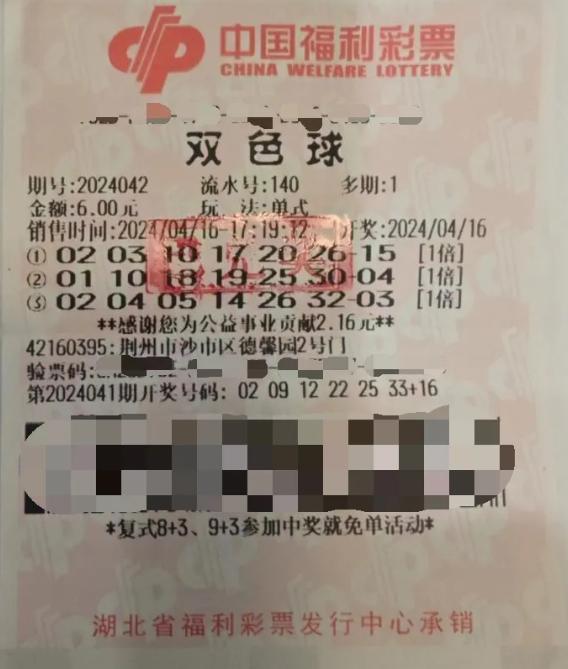 中国福利彩票
CHINA WELFARE LOTTERY
双色球
期号:2024042 流水号:140 多期:1
金额:6.00元 玩 法:单式
销售时间:2024/04/16-17:19:12 开奖:2024/04/16
① 02 03 10 17 20 26-15 [1倍]
② 01 10 18 19 25 30-04 [1倍]
③ 02 04 05 14 26 32-03 [1倍]
**感谢您为公益事业贡献2.16元**
42160395:荆州市沙市区德馨园2号门
验票码:
第2024041期开奖号码: 02 09 12 22 25 33+16
*复式8+3、9+3参加中奖就免单活动*
湖北省福利彩票发行中心承销